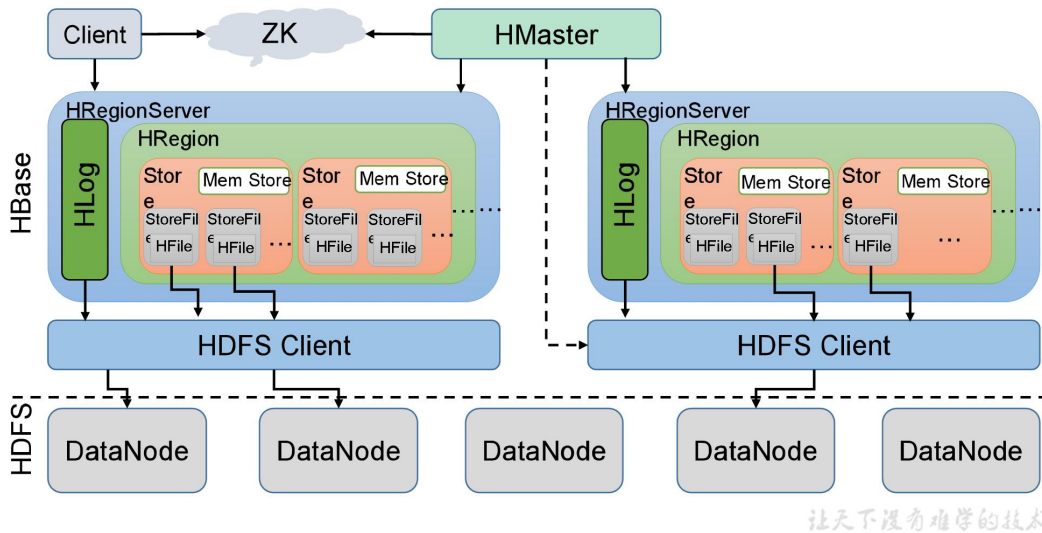 Client
ZK
HMaster
HBase
HRegionServer
HLog
HRegion
Stor
e
Mem Store
StoreFil
e
HFile
StoreFil
e
HFile
...
Stor
e
Mem Store
StoreFil
e
HFile
StoreFil
e
HFile
...
... ...
HRegionServer
HLog
HRegion
Stor
e
Mem Store
StoreFil
e
HFile
StoreFil
e
HFile
...
Stor
e
Mem Store
StoreFil
e
HFile
...
... ...
HDFS Client
HDFS Client
HDFS
DataNode
DataNode
DataNode
DataNode
DataNode
让天下没有难学的技术